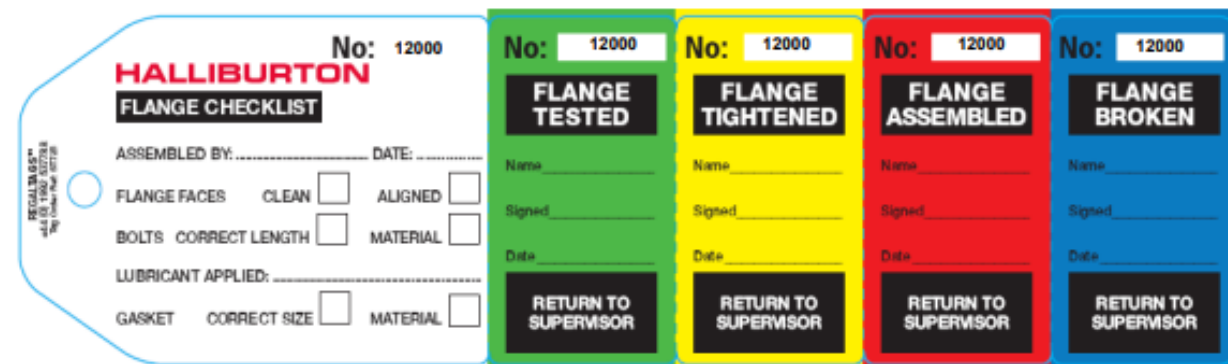 No: 12000
HALLIBURTON
FLANGE CHECKLIST
ASSEMBLED BY: DATE:
FLANGE FACES CLEAN ALIGNED
BOLTS CORRECT LENGTH MATERIAL
LUBRICANT APPLIED:
GASKET CORRECT SIZE MATERIAL
REGALTAGS™
No: 12000
FLANGE
TESTED
Name
Signed
Date
RETURN TO
SUPERVISOR
No: 12000
FLANGE
TIGHTENED
Name
Signed
Date
RETURN TO
SUPERVISOR
No: 12000
FLANGE
ASSEMBLED
Name
Signed
Date
RETURN TO
SUPERVISOR
No: 12000
FLANGE
BROKEN
Name
Signed
Date
RETURN TO
SUPERVISOR